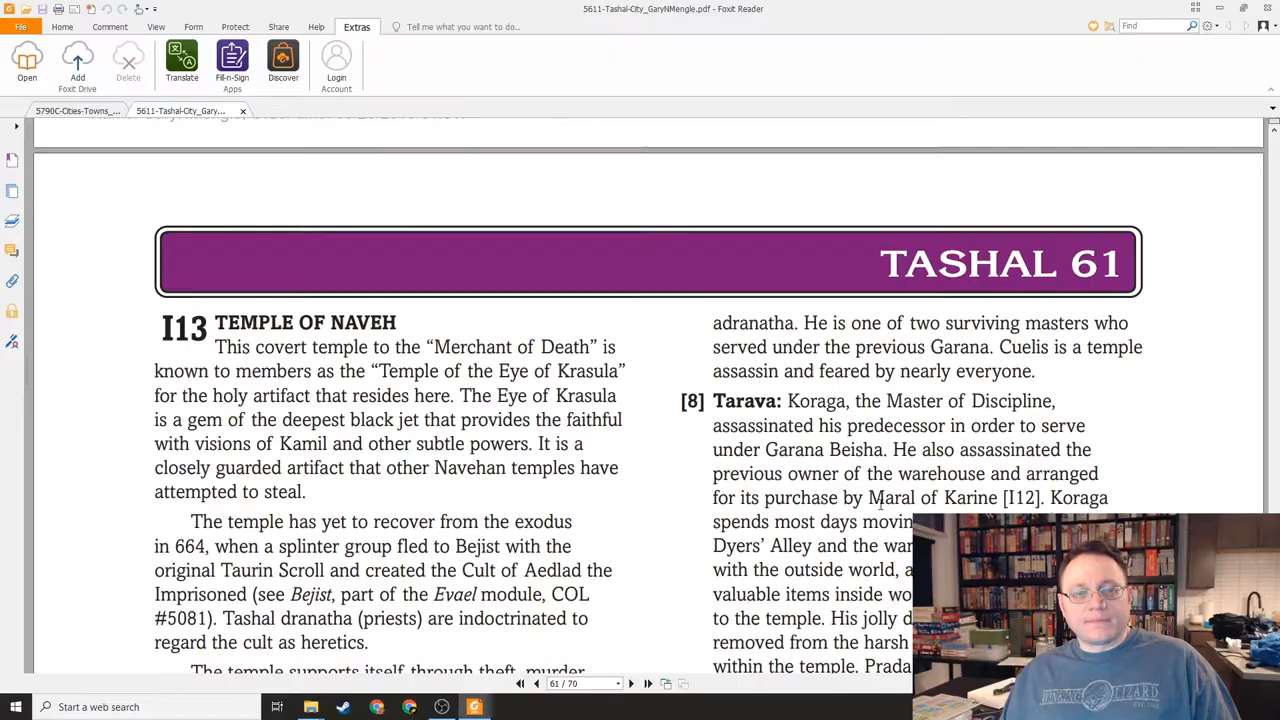 5611-Tashal-City_GaryNMengle.pdf - Foxit Reader
File Home Comment View Form Protect Share Help Extras Tell me what you want to do.. Find
Open Add Delete Translate Fill-n-Sign Discover Login
Foxit Drive Apps Account
5790C-Cities-Towns_... 5611-Tashal-City_Gary...
TASHAL 61
I13 TEMPLE OF NAVEH
This covert temple to the “Merchant of Death” is
known to members as the “Temple of the Eye of Krasula”
for the holy artifact that resides here. The Eye of Krasula
is a gem of the deepest black jet that provides the faithful
with visions of Kamil and other subtle powers. It is a
closely guarded artifact that other Navehan temples have
attempted to steal.
The temple has yet to recover from the exodus
in 664, when a splinter group fled to Bejist with the
original Taurin Scroll and created the Cult of Aedlad the
Imprisoned (see Bejist, part of the Evael module, COL
#5081). Tashal dranatha (priests) are indoctrinated to
regard the cult as heretics.
The temple supports itself through theft, murder
adranatha. He is one of two surviving masters who
served under the previous Garana. Cuelis is a temple
assassin and feared by nearly everyone.
[8] Tarava: Koraga, the Master of Discipline,
assassinated his predecessor in order to serve
under Garana Beisha. He also assassinated the
previous owner of the warehouse and arranged
for its purchase by Maral of Karine [I12]. Koraga
spends most days movin
Dyers’ Alley and the war
with the outside world, a
valuable items inside wo
to the temple. His jolly d
removed from the harsh
within the temple. Prada
61 / 70
Start a web search